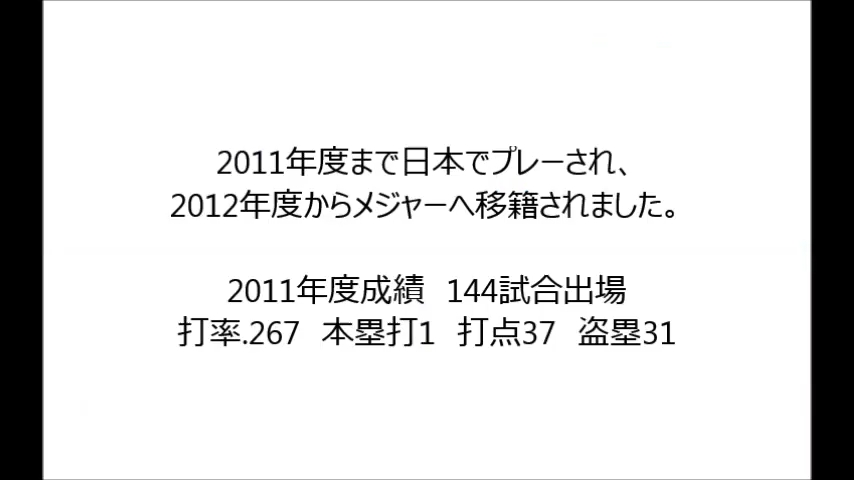 2011年度まで日本でプレーされ、
2012年度からメジャーへ移籍されました。
2011年度成績　144試合出場
打率.267　本塁打1　打点37　盗塁31